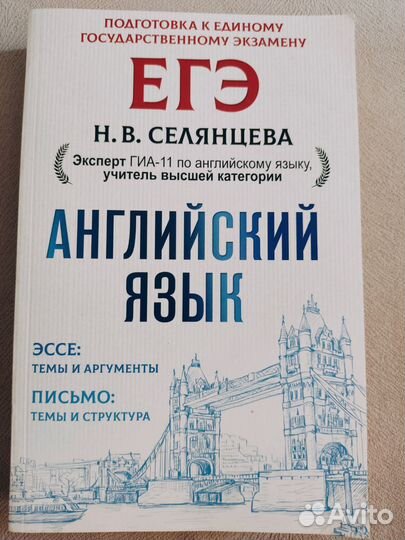 ПОДГОТОВКА К ЕДИНОМУ
ГОСУДАРСТВЕННОМУ ЭКЗАМЕНУ
ЕГЭ
Н. В. СЕЛЯНЦЕВА
Эксперт ГИА-11 по английскому языку,
учитель высшей категории
АНГЛИЙСКИЙ
ЯЗЫК
ЭССЕ:
ТЕМЫ И АРГУМЕНТЫ
ПИСЬМО:
ТЕМЫ И СТРУКТУРА
Avito